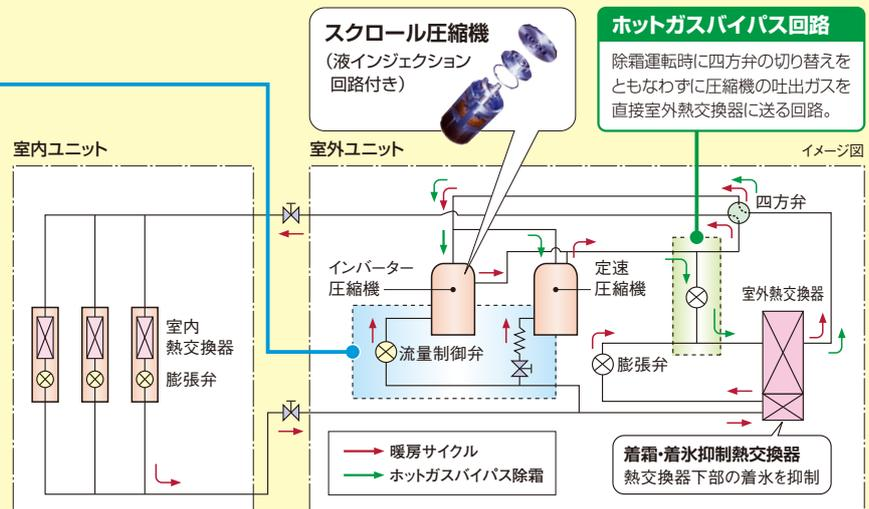 スクロール圧縮機
（液インジェクション
回路付き）
ホットガスバイパス回路
除霜運転時に四方弁の切り替えを
ともなわずに圧縮機の吐出ガスを
直接室外熱交換器に送る回路。
室内ユニット
室外ユニット
イメージ図
四方弁
インバーター
圧縮機
定速
圧縮機
室外熱交換器
室内
熱交換器
膨張弁
流量制御弁
膨張弁
暖房サイクル
ホットガスバイパス除霜
着霜・着氷抑制熱交換器
熱交換器下部の着氷を抑制